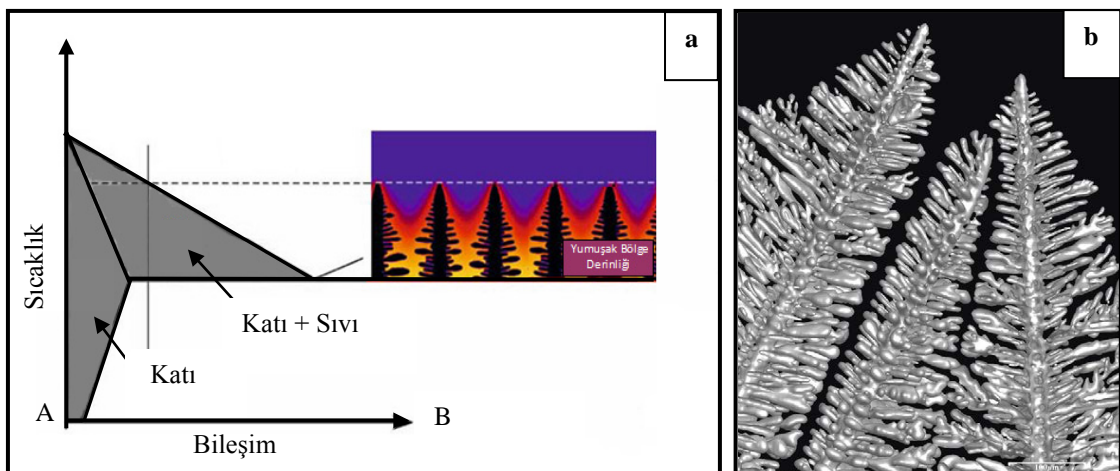 a
b
Sıcaklık
Yumuşak Bölge
Derinliği
Katı + Sıvı
Katı
A
B
Bileşim